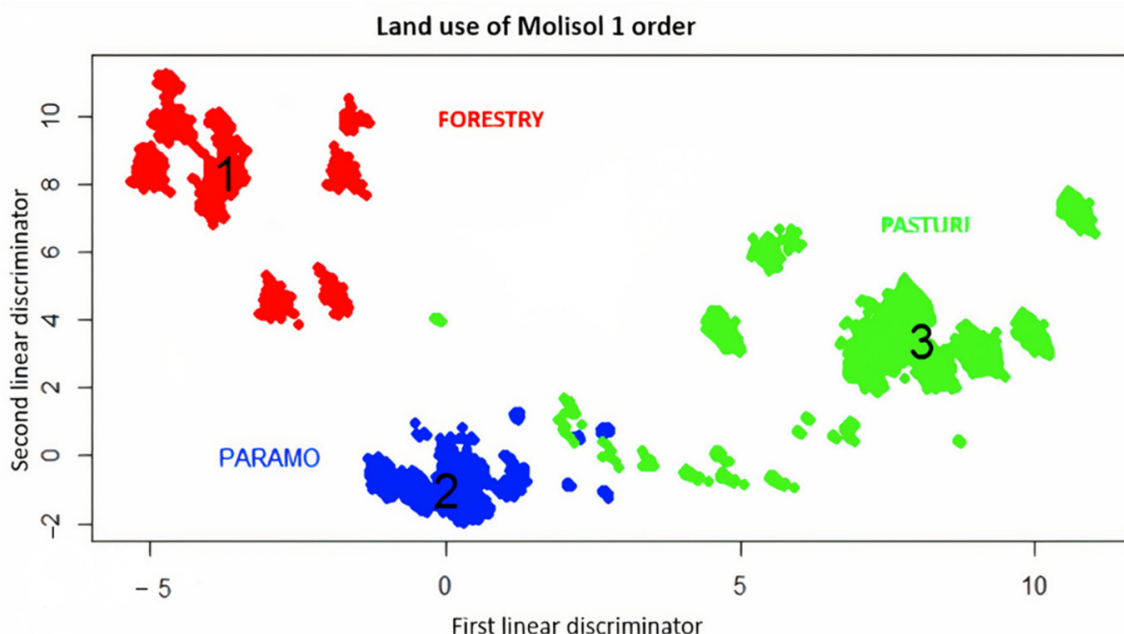 Land use of Molisol 1 order
Second linear discriminator
10
8
6
4
2
0
−2
FORESTRY
1
PASTURI
3
PARAMO
2
− 5
0
5
10
First linear discriminator